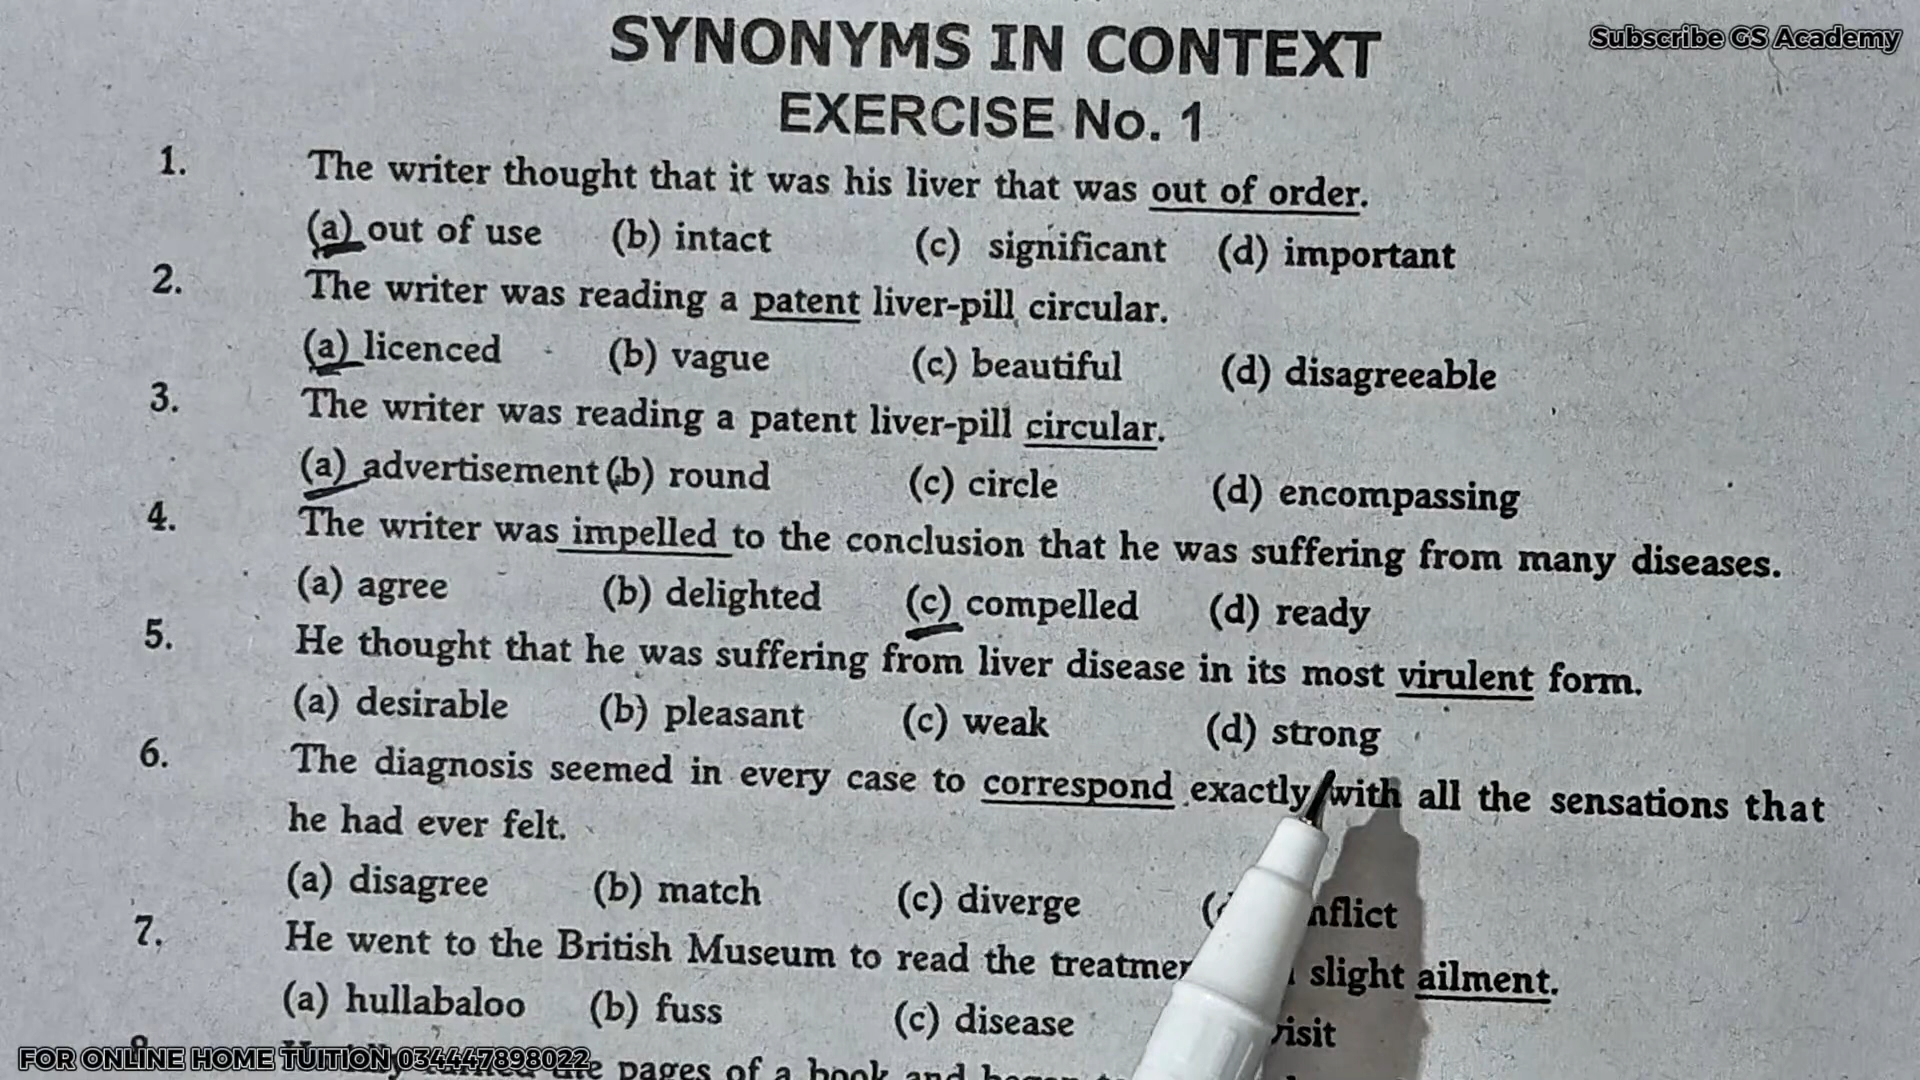 SYNONYMS IN CONTEXT
Subscribe GS Academy
EXERCISE No. 1
1. The writer thought that it was his liver that was out of order.
(a) out of use (b) intact (c) significant (d) important
2. The writer was reading a patent liver-pill circular.
(a) licenced (b) vague (c) beautiful (d) disagreeable
3. The writer was reading a patent liver-pill circular.
(a) advertisement (b) round (c) circle (d) encompassing
4. The writer was impelled to the conclusion that he was suffering from many diseases.
(a) agree (b) delighted (c) compelled (d) ready
5. He thought that he was suffering from liver disease in its most virulent form.
(a) desirable (b) pleasant (c) weak (d) strong
6. The diagnosis seemed in every case to correspond exactly with all the sensations that
he had ever felt.
(a) disagree (b) match (c) diverge
7. He went to the British Museum to read the slight ailment.
(a) hullabaloo (b) fuss (c) disease
FOR ONLINE HOME TUITION 034447898022
pages of a book and